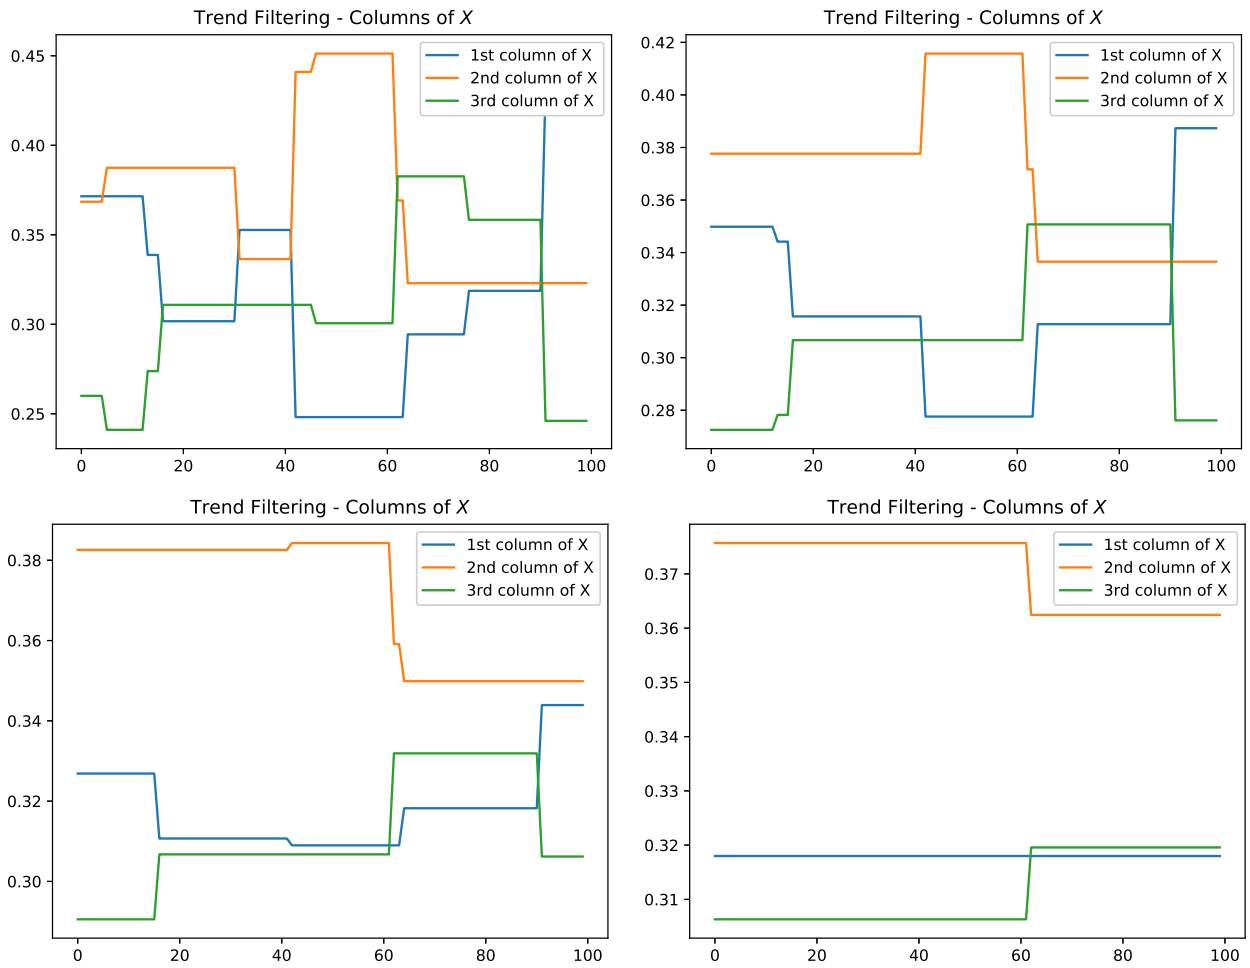 Trend Filtering - Columns of X
0.45
0.40
0.35
0.30
0.25
0 20 40 60 80 100
1st column of X
2nd column of X
3rd column of X
Trend Filtering - Columns of X
0.42
0.40
0.38
0.36
0.34
0.32
0.30
0.28
0 20 40 60 80 100
1st column of X
2nd column of X
3rd column of X
Trend Filtering - Columns of X
0.38
0.36
0.34
0.32
0.30
0 20 40 60 80 100
1st column of X
2nd column of X
3rd column of X
Trend Filtering - Columns of X
0.37
0.36
0.35
0.34
0.33
0.32
0.31
0 20 40 60 80 100
1st column of X
2nd column of X
3rd column of X